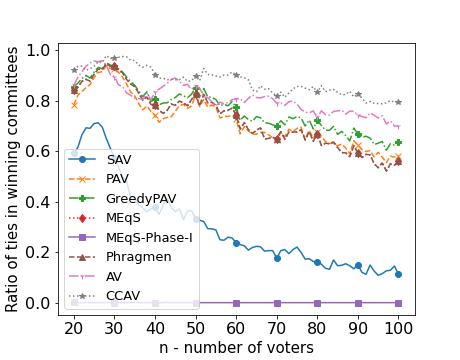 Ratio of ties in winning committees
1.0
0.8
0.6
0.4
0.2
0.0
SAV
PAV
GreedyPAV
MEqS
MEqS-Phase-I
Phragmen
AV
CCAV
20 30 40 50 60 70 80 90 100
n - number of voters